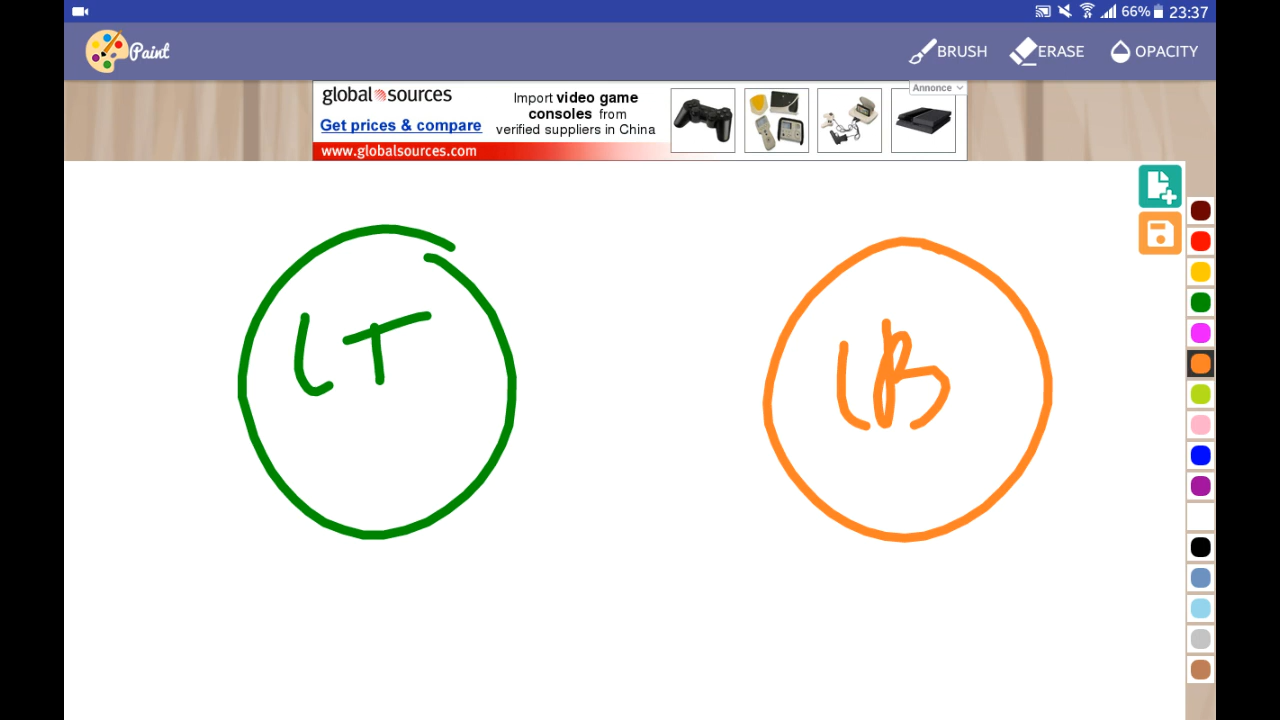 66% 23:37
Paint BRUSH ERASE OPACITY
global sources
Get prices & compare
www.globalsources.com
Import video game
consoles from
verified suppliers in China
Annonce
LT
LB